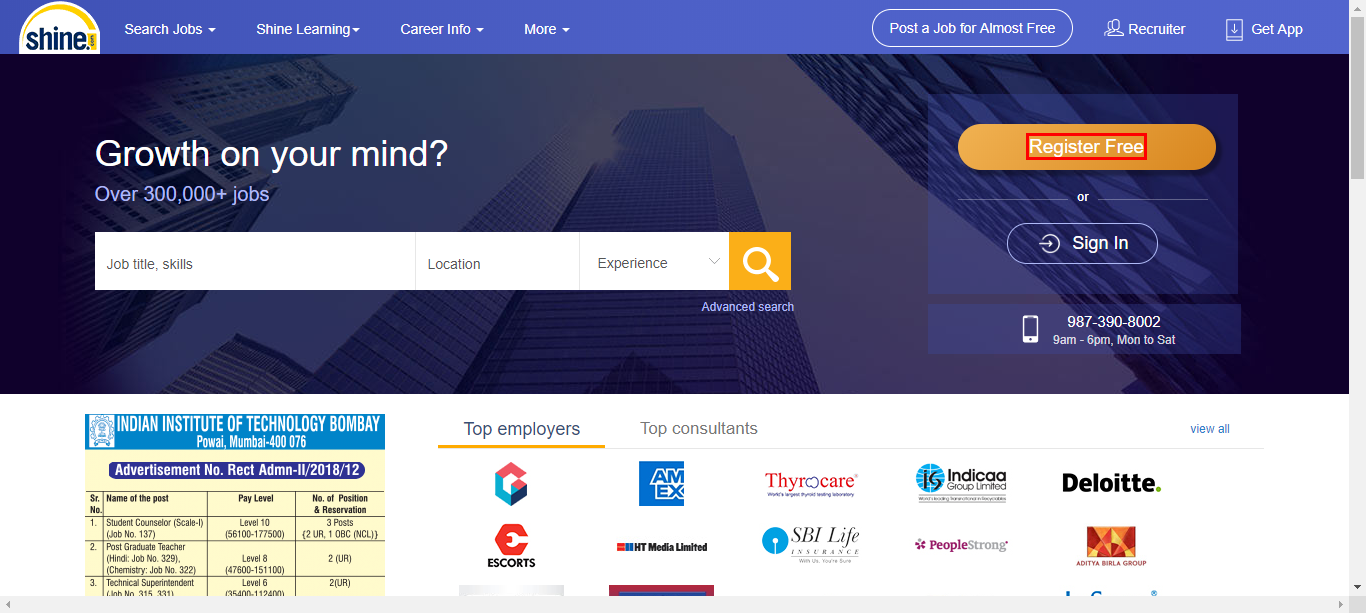 shine.com
Search Jobs
Shine Learning
Career Info
More
Post a Job for Almost Free
Recruiter
Get App
Growth on your mind?
Over 300,000+ jobs
Job title, skills
Location
Experience
Advanced search
Register Free
or
Sign In
987-390-8002
9am - 6pm, Mon to Sat
INDIAN INSTITUTE OF TECHNOLOGY BOMBAY
Powai, Mumbai-400 076
Advertisement No. Rect Admn-II/2018/12
Sr. No. Name of the post Pay Level No. of Position & Reservation
1. Student Counselor (Scale-I) (Job No. 137) Level 10 (56100-177500) 3 Posts {2 UR, 1 OBC (NCL)}
2. Post Graduate Teacher (Hindi: Job No. 329), (Chemistry: Job No. 322) Level 8 (47600-151100) 2 (UR)
3. Technical Superintendent (Job No. 315, 331) Level 6 (35400-112400) 2(UR)
Top employers
Top consultants
view all
AM EX
Thyrocare®
World's largest thyroid testing laboratory
iG Indicaa
Group Limited
World's leading Transnational in Recyclables
Deloitte.
ESCORTS
HT Media Limited
SBI Life
INSURANCE
With Us, You're Sure
PeopleStrong
ADITYA BIRLA GROUP